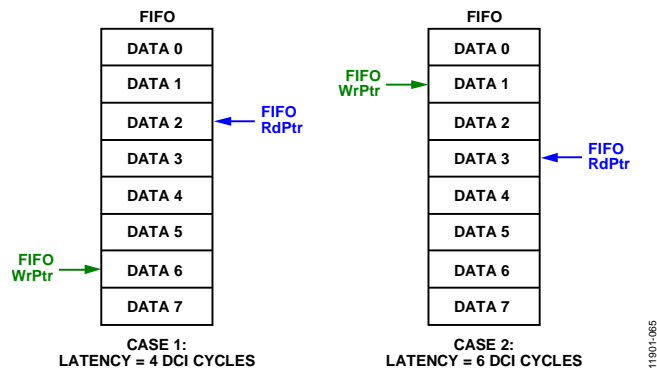 FIFO
DATA 0
DATA 1
DATA 2
DATA 3
DATA 4
DATA 5
DATA 6
DATA 7
FIFO
RdPtr
FIFO
WrPtr
CASE 1:
LATENCY = 4 DCI CYCLES
FIFO
DATA 0
DATA 1
DATA 2
DATA 3
DATA 4
DATA 5
DATA 6
DATA 7
FIFO
WrPtr
FIFO
RdPtr
CASE 2:
LATENCY = 6 DCI CYCLES
11901-065